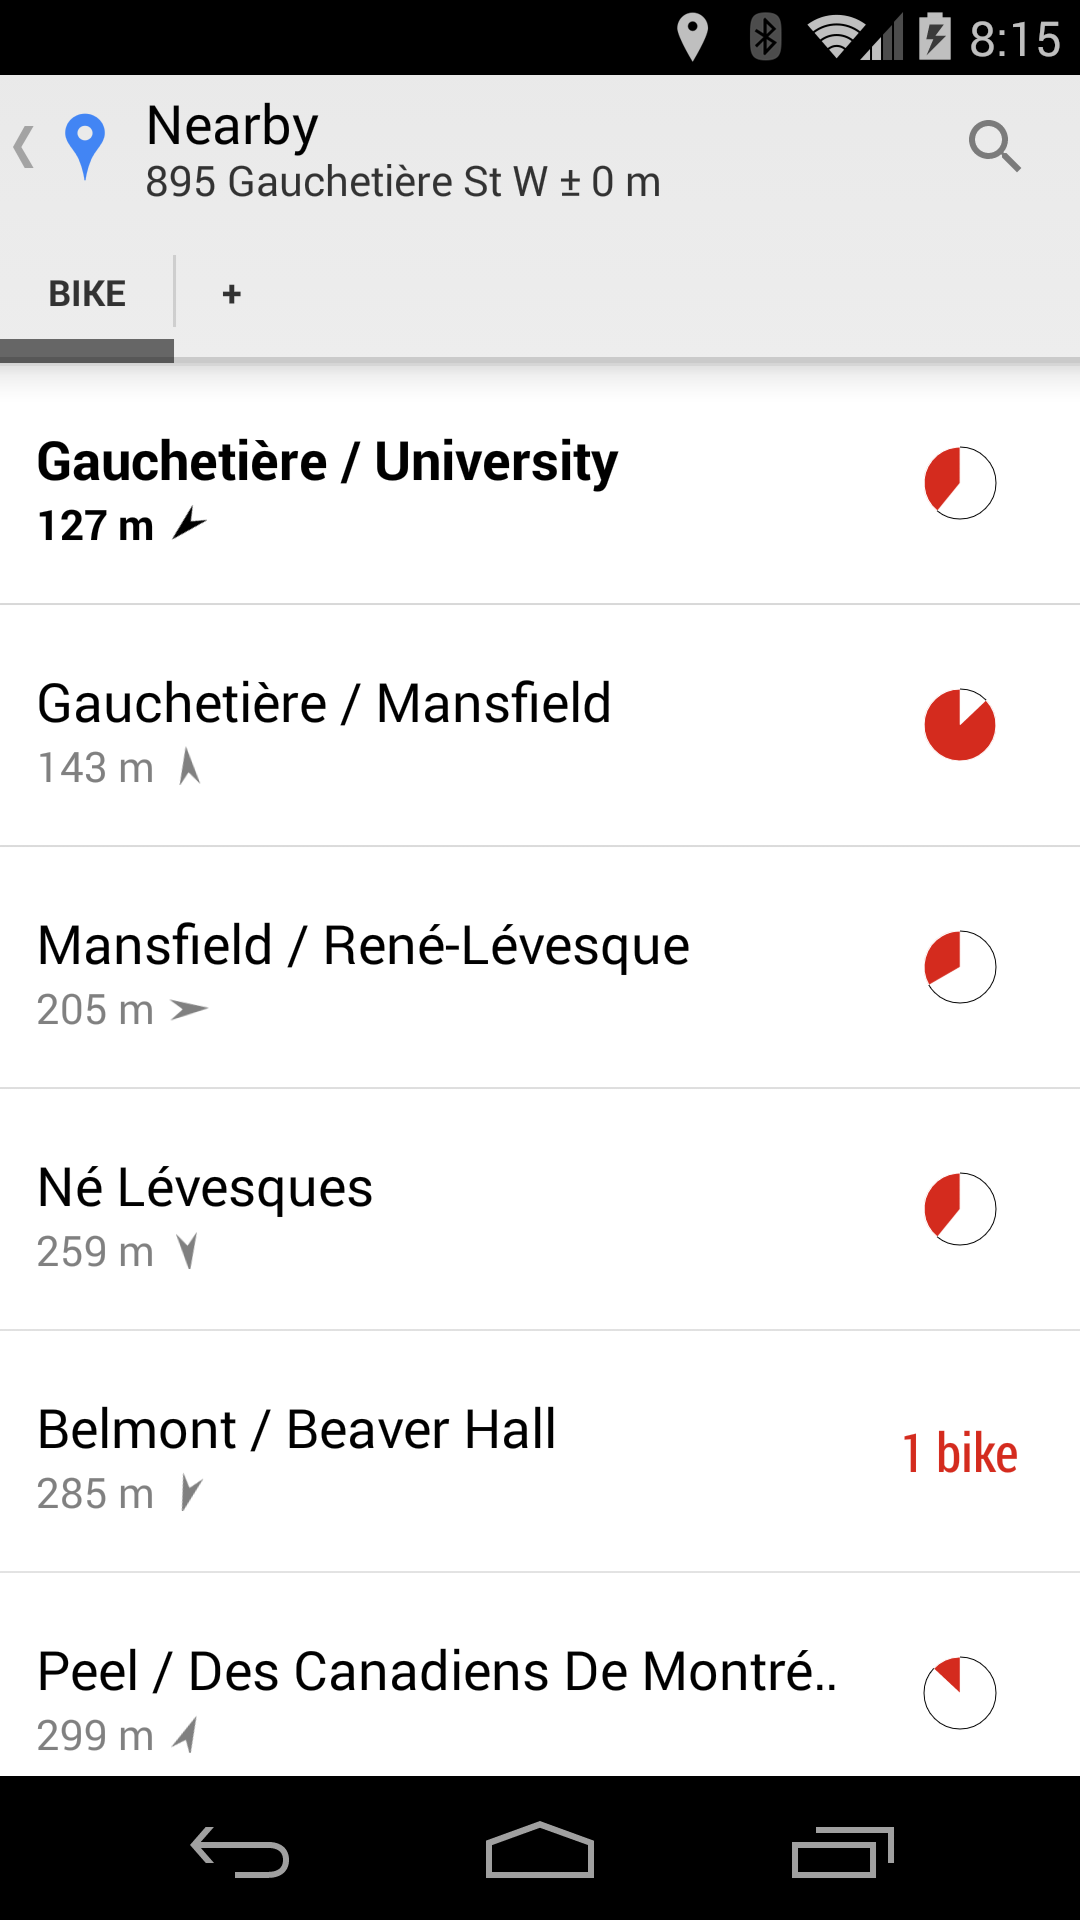 8:15
Nearby
895 Gauchetière St W ± 0 m
BIKE
+
Gauchetière / University
127 m
Gauchetière / Mansfield
143 m
Mansfield / René-Lévesque
205 m
Né Lévesques
259 m
Belmont / Beaver Hall
285 m
1 bike
Peel / Des Canadiens De Montré..
299 m